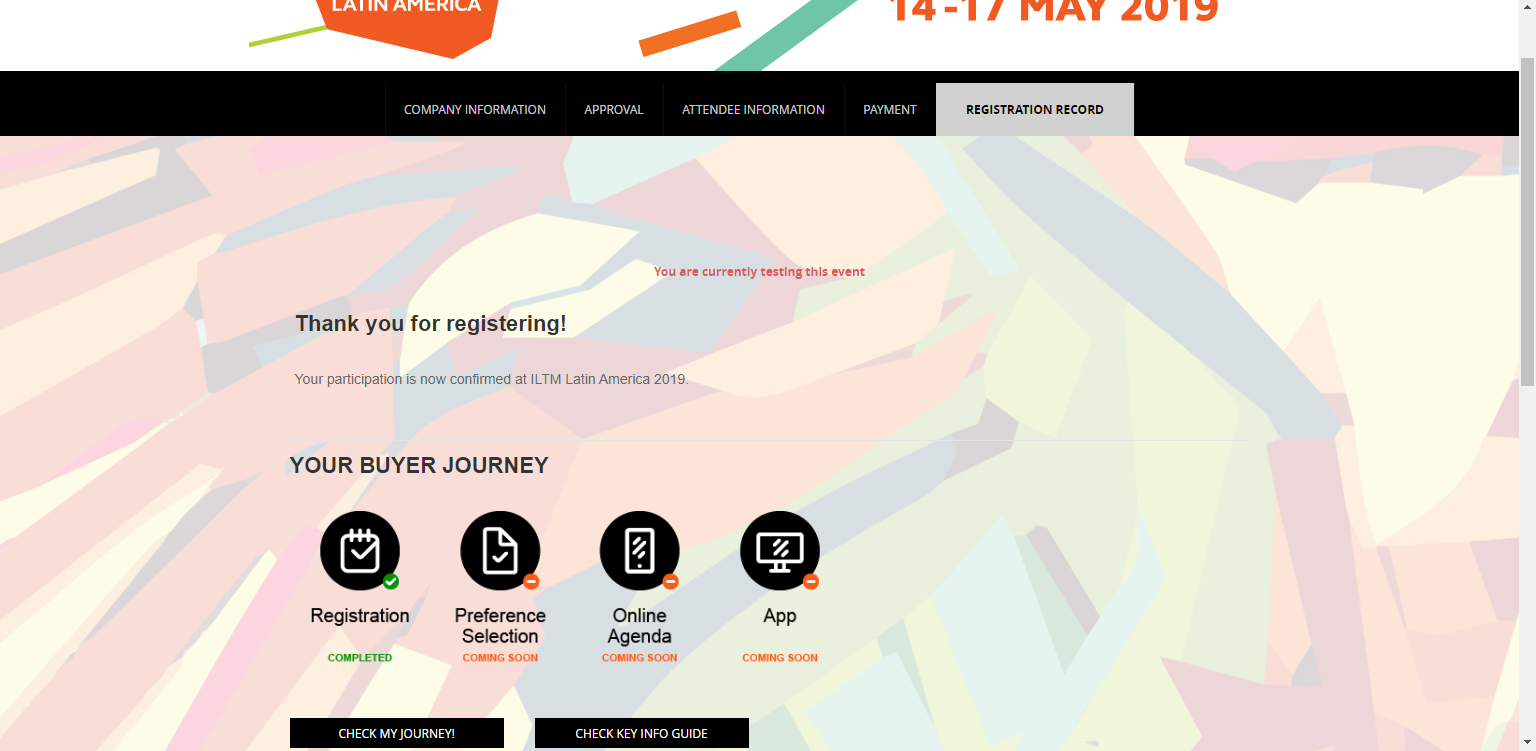 LATIN AMERICA
14-17 MAY 2019
COMPANY INFORMATION
APPROVAL
ATTENDEE INFORMATION
PAYMENT
REGISTRATION RECORD
You are currently testing this event
Thank you for registering!
Your participation is now confirmed at ILTM Latin America 2019.
YOUR BUYER JOURNEY
Registration
COMPLETED
Preference
Selection
COMING SOON
Online
Agenda
COMING SOON
App
COMING SOON
CHECK MY JOURNEY!
CHECK KEY INFO GUIDE